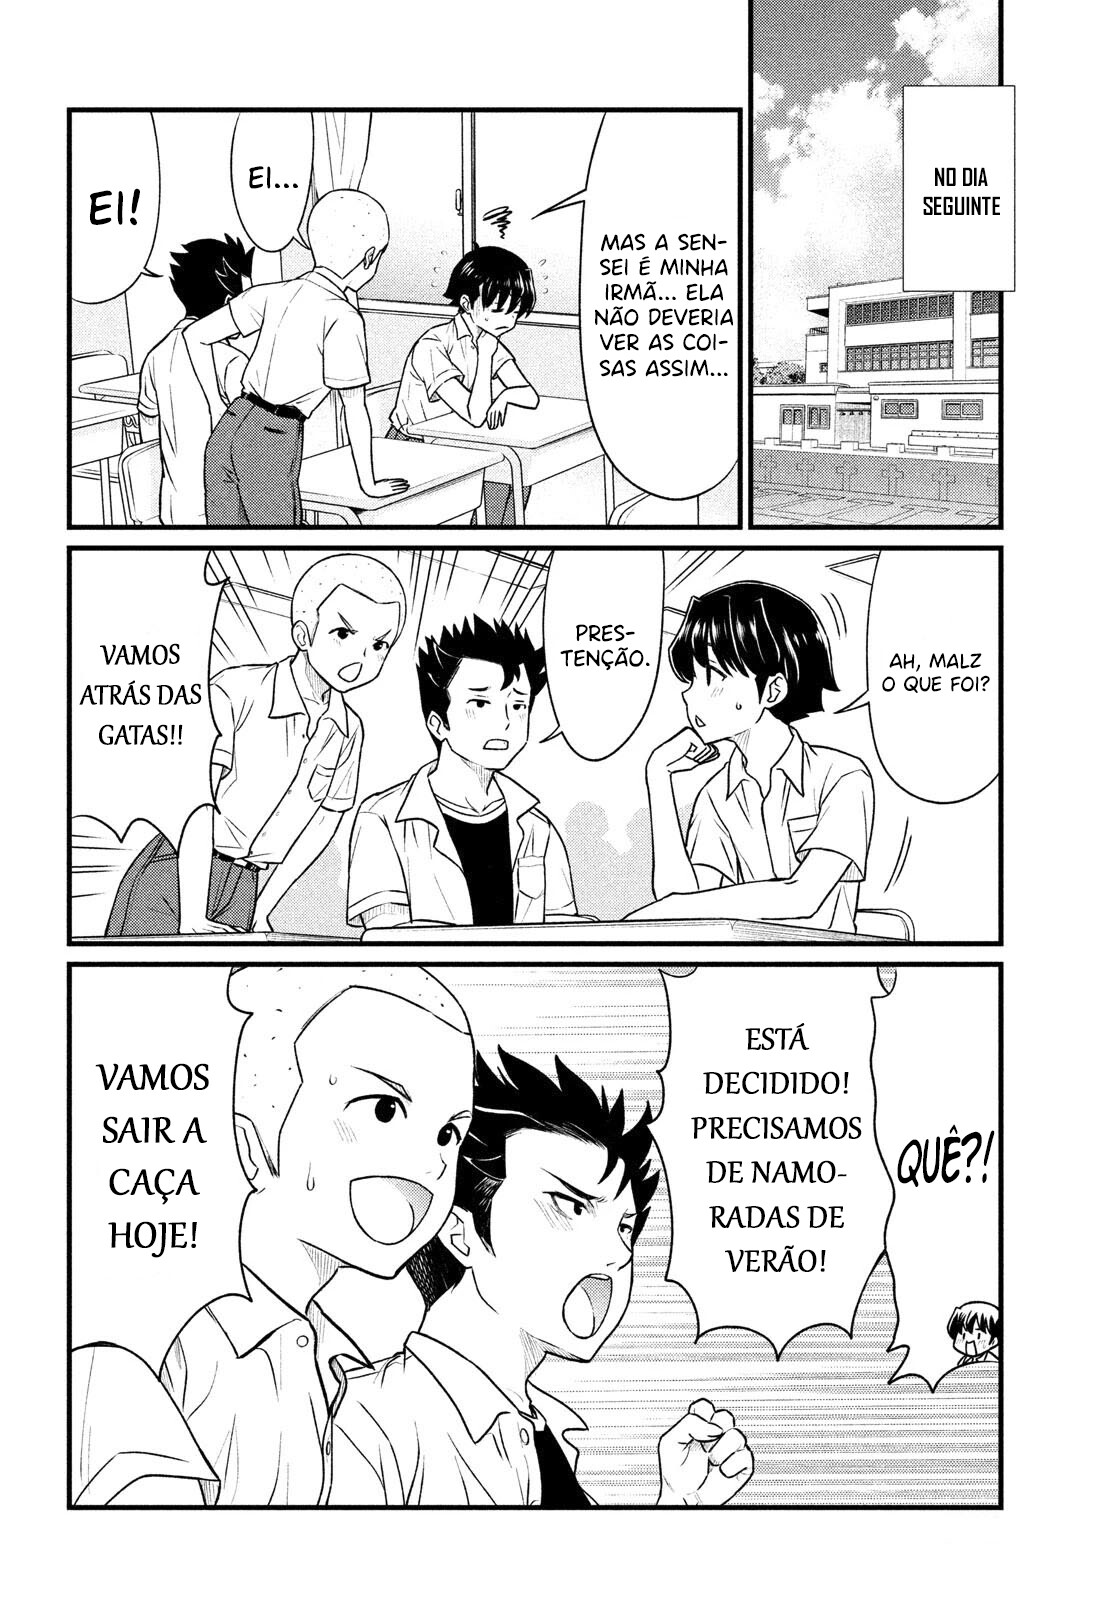 NO DIA
SEGUINTE
MAS A SEN-
SEI É MINHA
IRMÃ... ELA
NÃO DEVERIA
VER AS COI-
SAS ASSIM...
EI...
EI!
AH, MALZ
O QUE FOI?
PRES-
TENÇÃO.
VAMOS
ATRÁS DAS
GATAS!!
QUÊ?!
ESTÁ
DECIDIDO!
PRECISAMOS
DE NAMO-
RADAS DE
VERÃO!
VAMOS
SAIR A
CAÇA
HOJE!